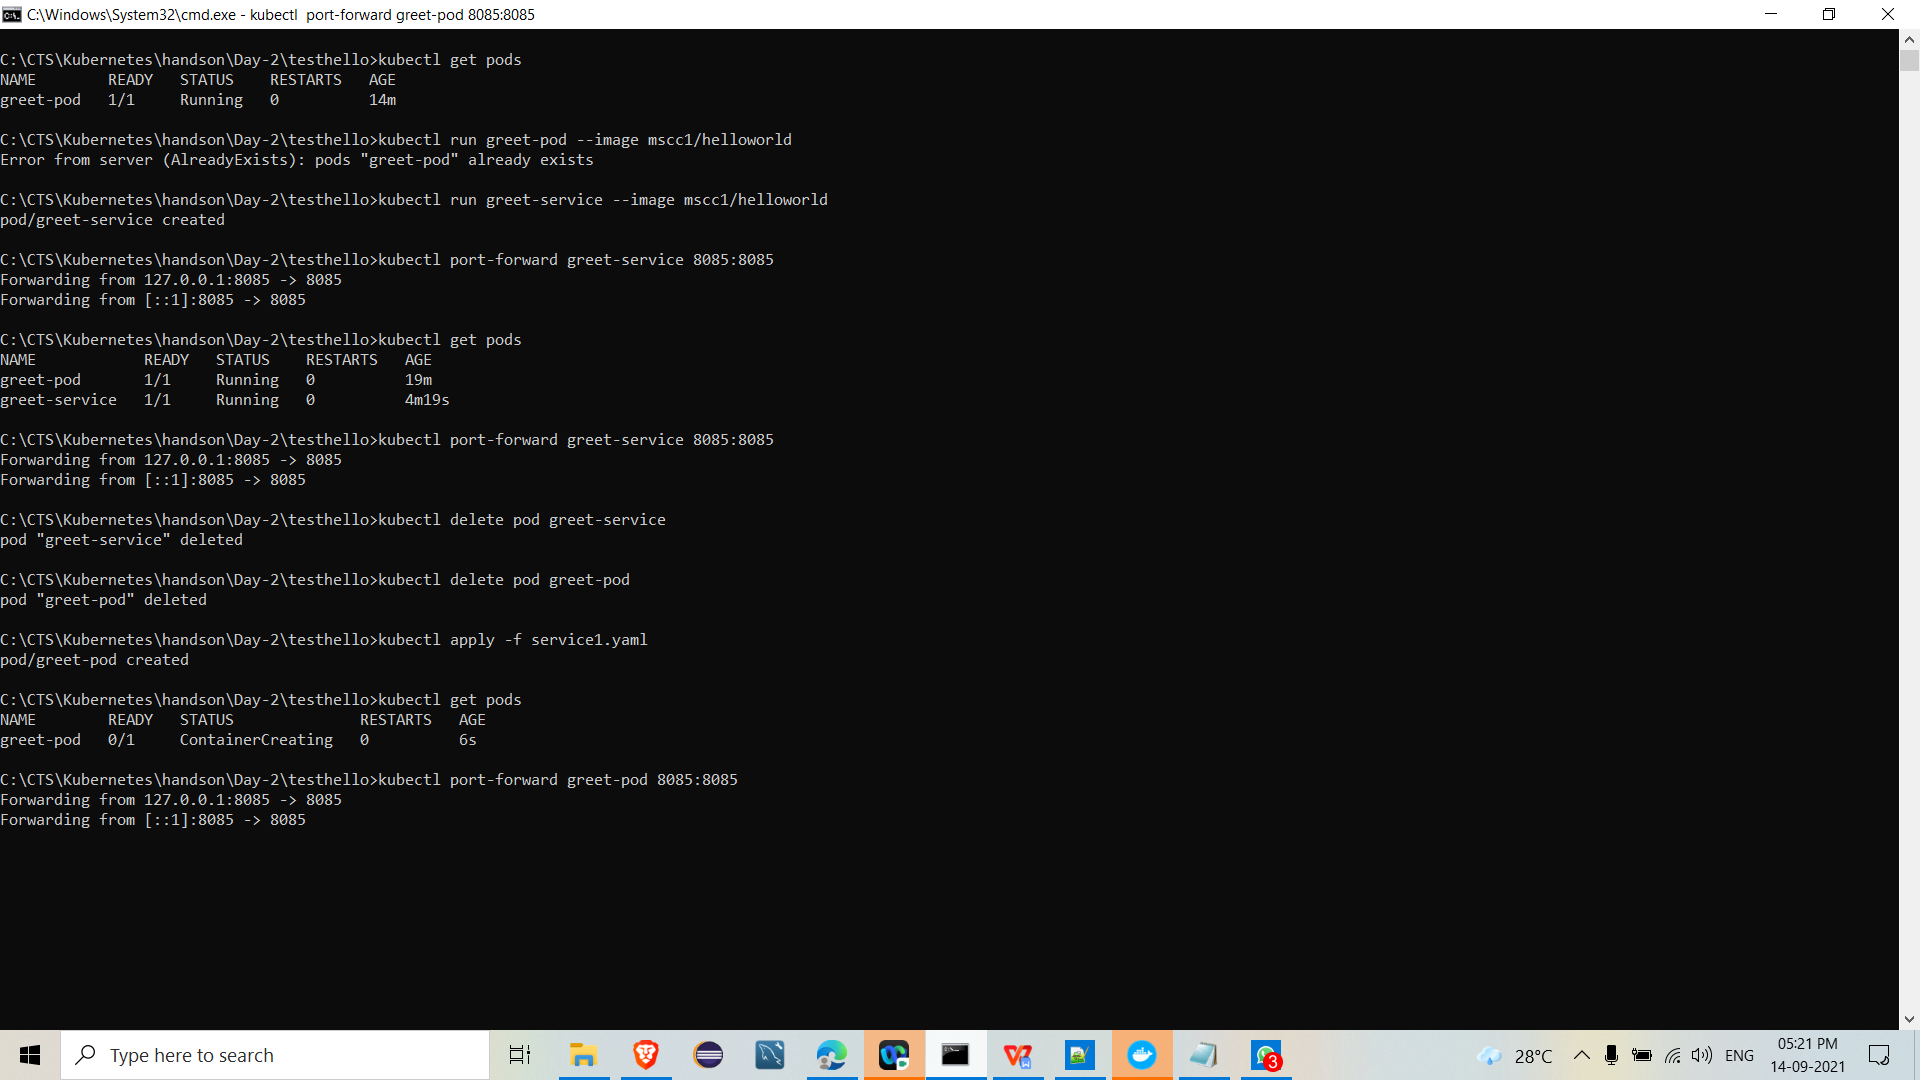 C:\Windows\System32\cmd.exe - kubectl  port-forward greet-pod 8085:8085
C:\CTS\Kubernetes\handson\Day-2\testhello>kubectl get pods
NAME        READY   STATUS    RESTARTS   AGE
greet-pod   1/1     Running   0          14m
C:\CTS\Kubernetes\handson\Day-2\testhello>kubectl run greet-pod --image mscc1/helloworld
Error from server (AlreadyExists): pods "greet-pod" already exists
C:\CTS\Kubernetes\handson\Day-2\testhello>kubectl run greet-service --image mscc1/helloworld
pod/greet-service created
C:\CTS\Kubernetes\handson\Day-2\testhello>kubectl port-forward greet-service 8085:8085
Forwarding from 127.0.0.1:8085 -> 8085
Forwarding from [::1]:8085 -> 8085
C:\CTS\Kubernetes\handson\Day-2\testhello>kubectl get pods
NAME            READY   STATUS    RESTARTS   AGE
greet-pod       1/1     Running   0          19m
greet-service   1/1     Running   0          4m19s
C:\CTS\Kubernetes\handson\Day-2\testhello>kubectl port-forward greet-service 8085:8085
Forwarding from 127.0.0.1:8085 -> 8085
Forwarding from [::1]:8085 -> 8085
C:\CTS\Kubernetes\handson\Day-2\testhello>kubectl delete pod greet-service
pod "greet-service" deleted
C:\CTS\Kubernetes\handson\Day-2\testhello>kubectl delete pod greet-pod
pod "greet-pod" deleted
C:\CTS\Kubernetes\handson\Day-2\testhello>kubectl apply -f service1.yaml
pod/greet-pod created
C:\CTS\Kubernetes\handson\Day-2\testhello>kubectl get pods
NAME        READY   STATUS              RESTARTS   AGE
greet-pod   0/1     ContainerCreating   0          6s
C:\CTS\Kubernetes\handson\Day-2\testhello>kubectl port-forward greet-pod 8085:8085
Forwarding from 127.0.0.1:8085 -> 8085
Forwarding from [::1]:8085 -> 8085
Type here to search
3
28°C
ENG
05:21 PM
14-09-2021